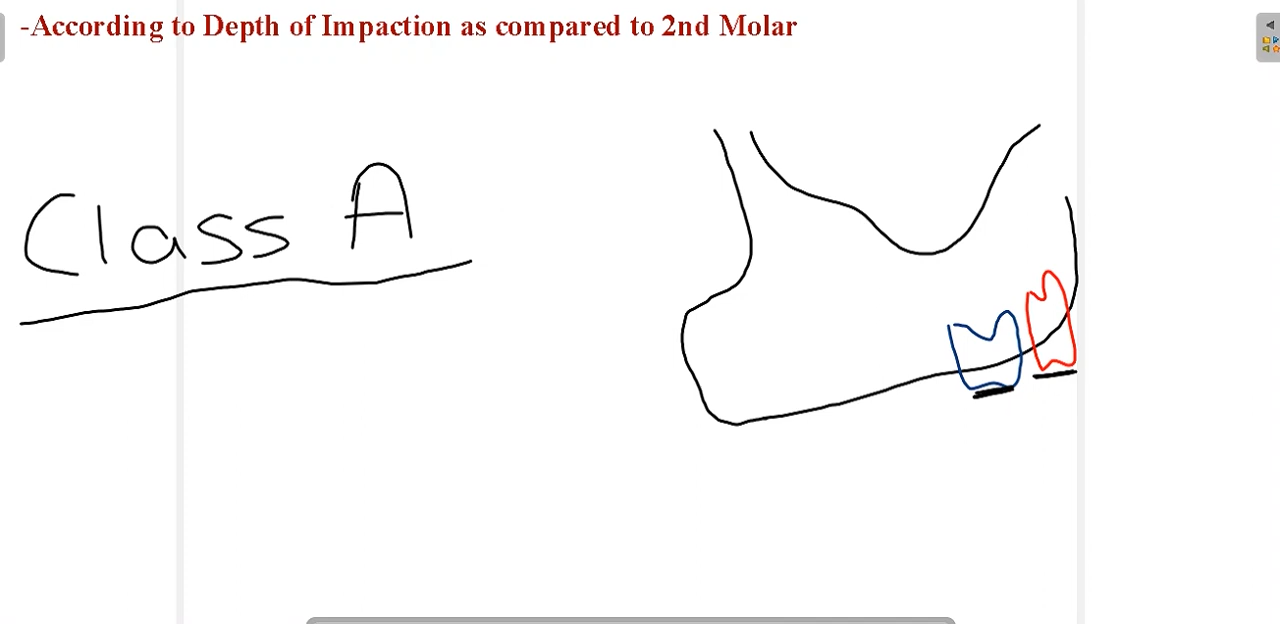 -According to Depth of Impaction as compared to 2nd Molar
Class A